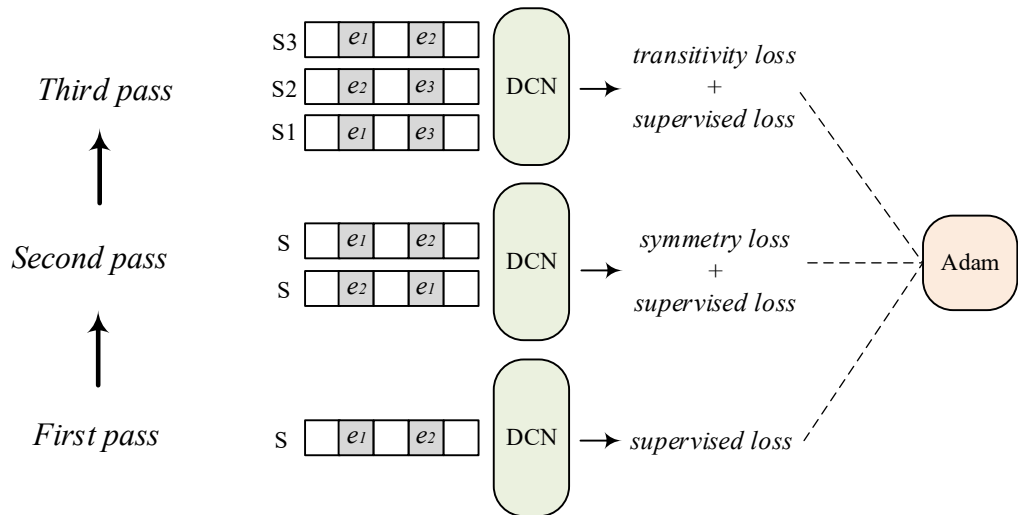 S3 e1 e2
Third pass
S2 e2 e3
S1 e1 e3
DCN
transitivity loss
+
supervised loss
Second pass
S e1 e2
S e2 e1
DCN
symmetry loss
+
supervised loss
Adam
First pass
S e1 e2
DCN
supervised loss